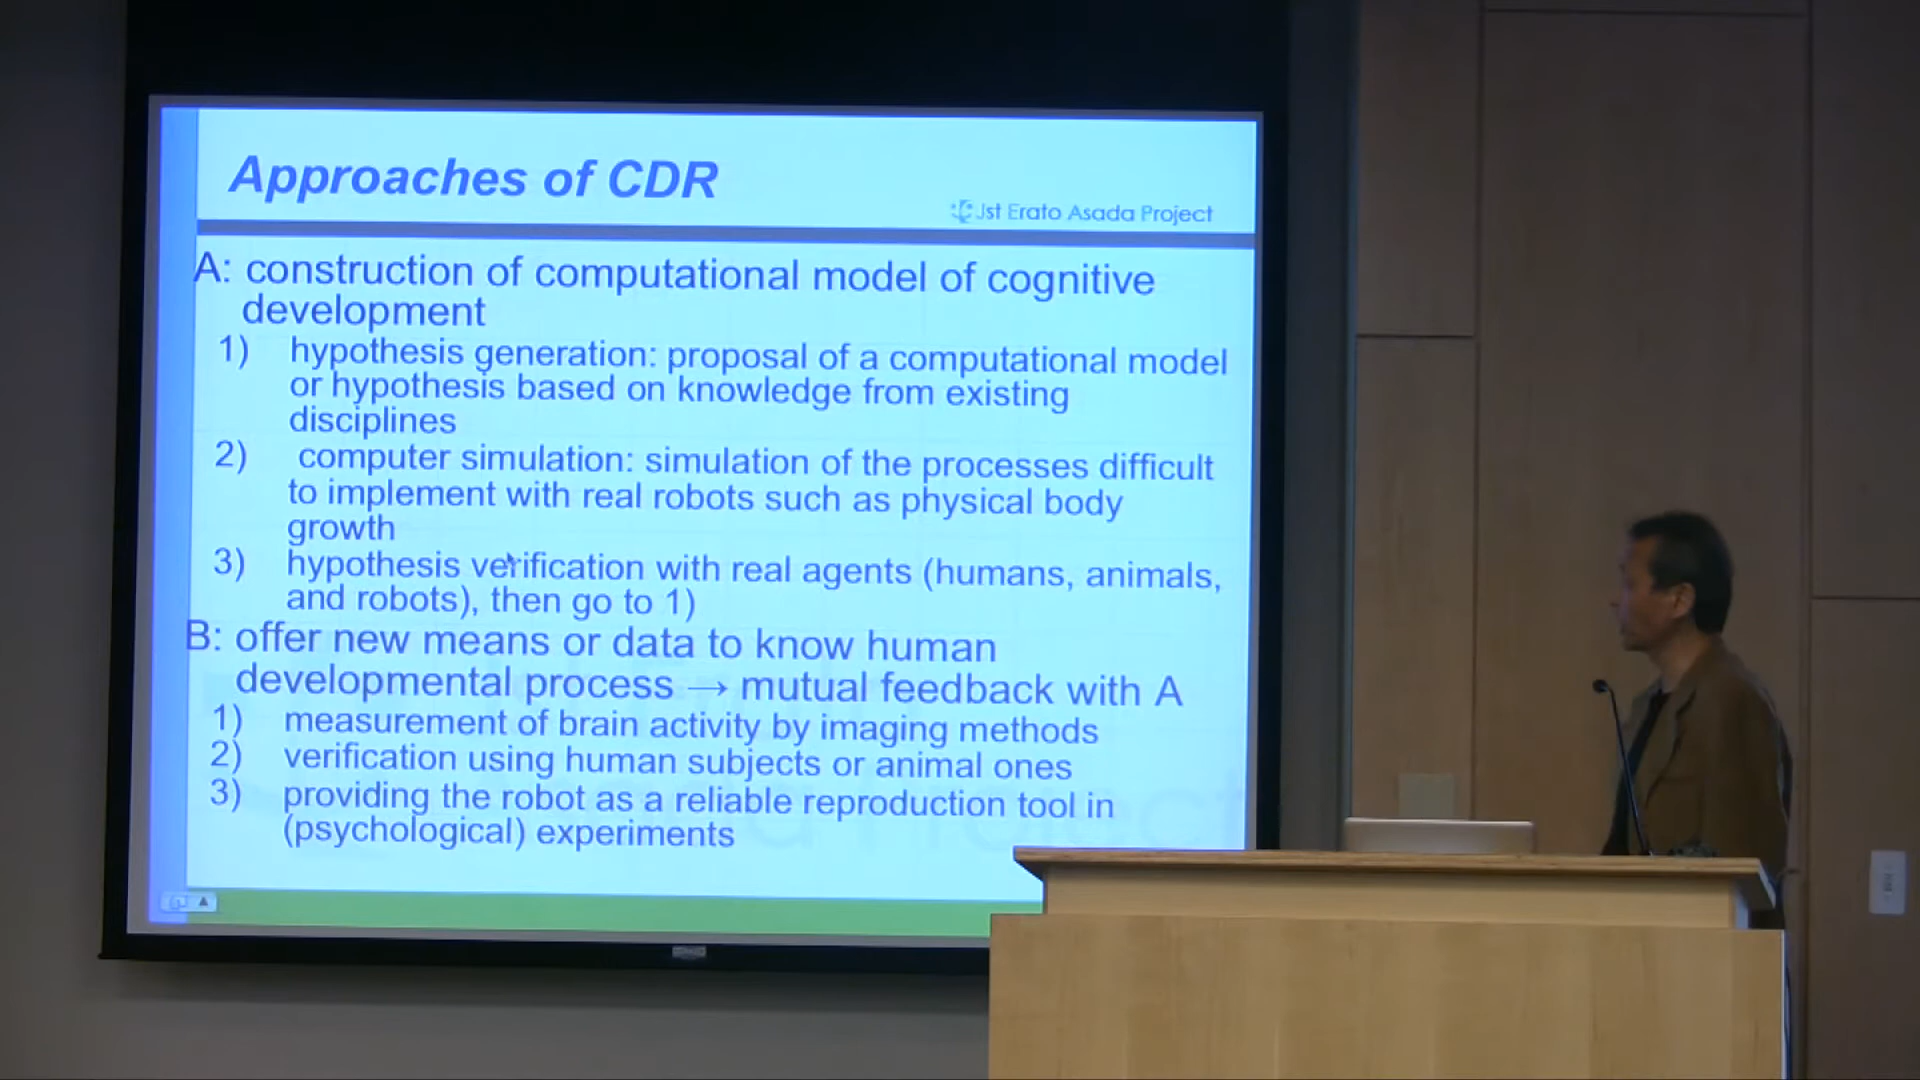 Approaches of CDR
Jst Erato Asada Project
A: construction of computational model of cognitive
development
1) hypothesis generation: proposal of a computational model
or hypothesis based on knowledge from existing
disciplines
2) computer simulation: simulation of the processes difficult
to implement with real robots such as physical body
growth
3) hypothesis verification with real agents (humans, animals,
and robots), then go to 1)
B: offer new means or data to know human
developmental process → mutual feedback with A
1) measurement of brain activity by imaging methods
2) verification using human subjects or animal ones
3) providing the robot as a reliable reproduction tool in
(psychological) experiments